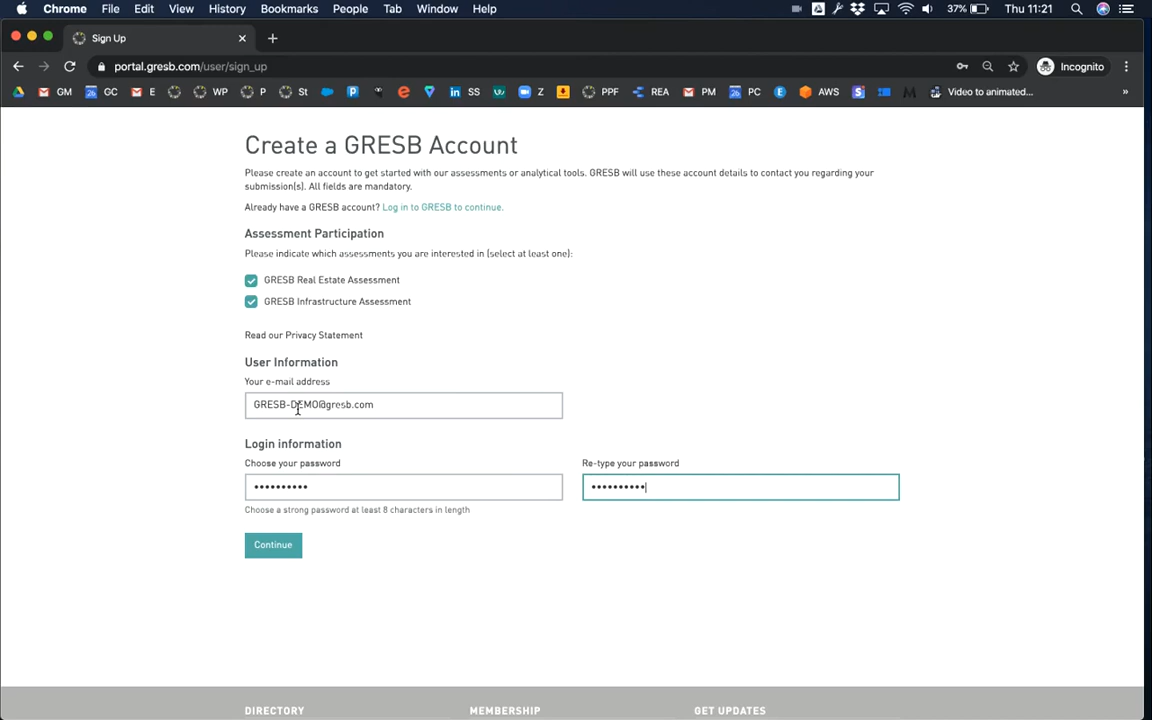 Chrome File Edit View History Bookmarks People Tab Window Help 37% Thu 11:21
Sign Up
portal.gresb.com/user/sign_up Incognito
GM GC E WP P St P SS Z PPF REA PM PC E AWS S M Video to animated... »
Create a GRESB Account
Please create an account to get started with our assessments or analytical tools. GRESB will use these account details to contact you regarding your
submission(s). All fields are mandatory.
Already have a GRESB account? Log in to GRESB to continue.
Assessment Participation
Please indicate which assessments you are interested in (select at least one):
GRESB Real Estate Assessment
GRESB Infrastructure Assessment
Read our Privacy Statement
User Information
Your e-mail address
GRESB-DEMO@gresb.com
Login information
Choose your password Re-type your password
•••••••••• ••••••••••
Choose a strong password at least 8 characters in length
Continue
DIRECTORY MEMBERSHIP GET UPDATES